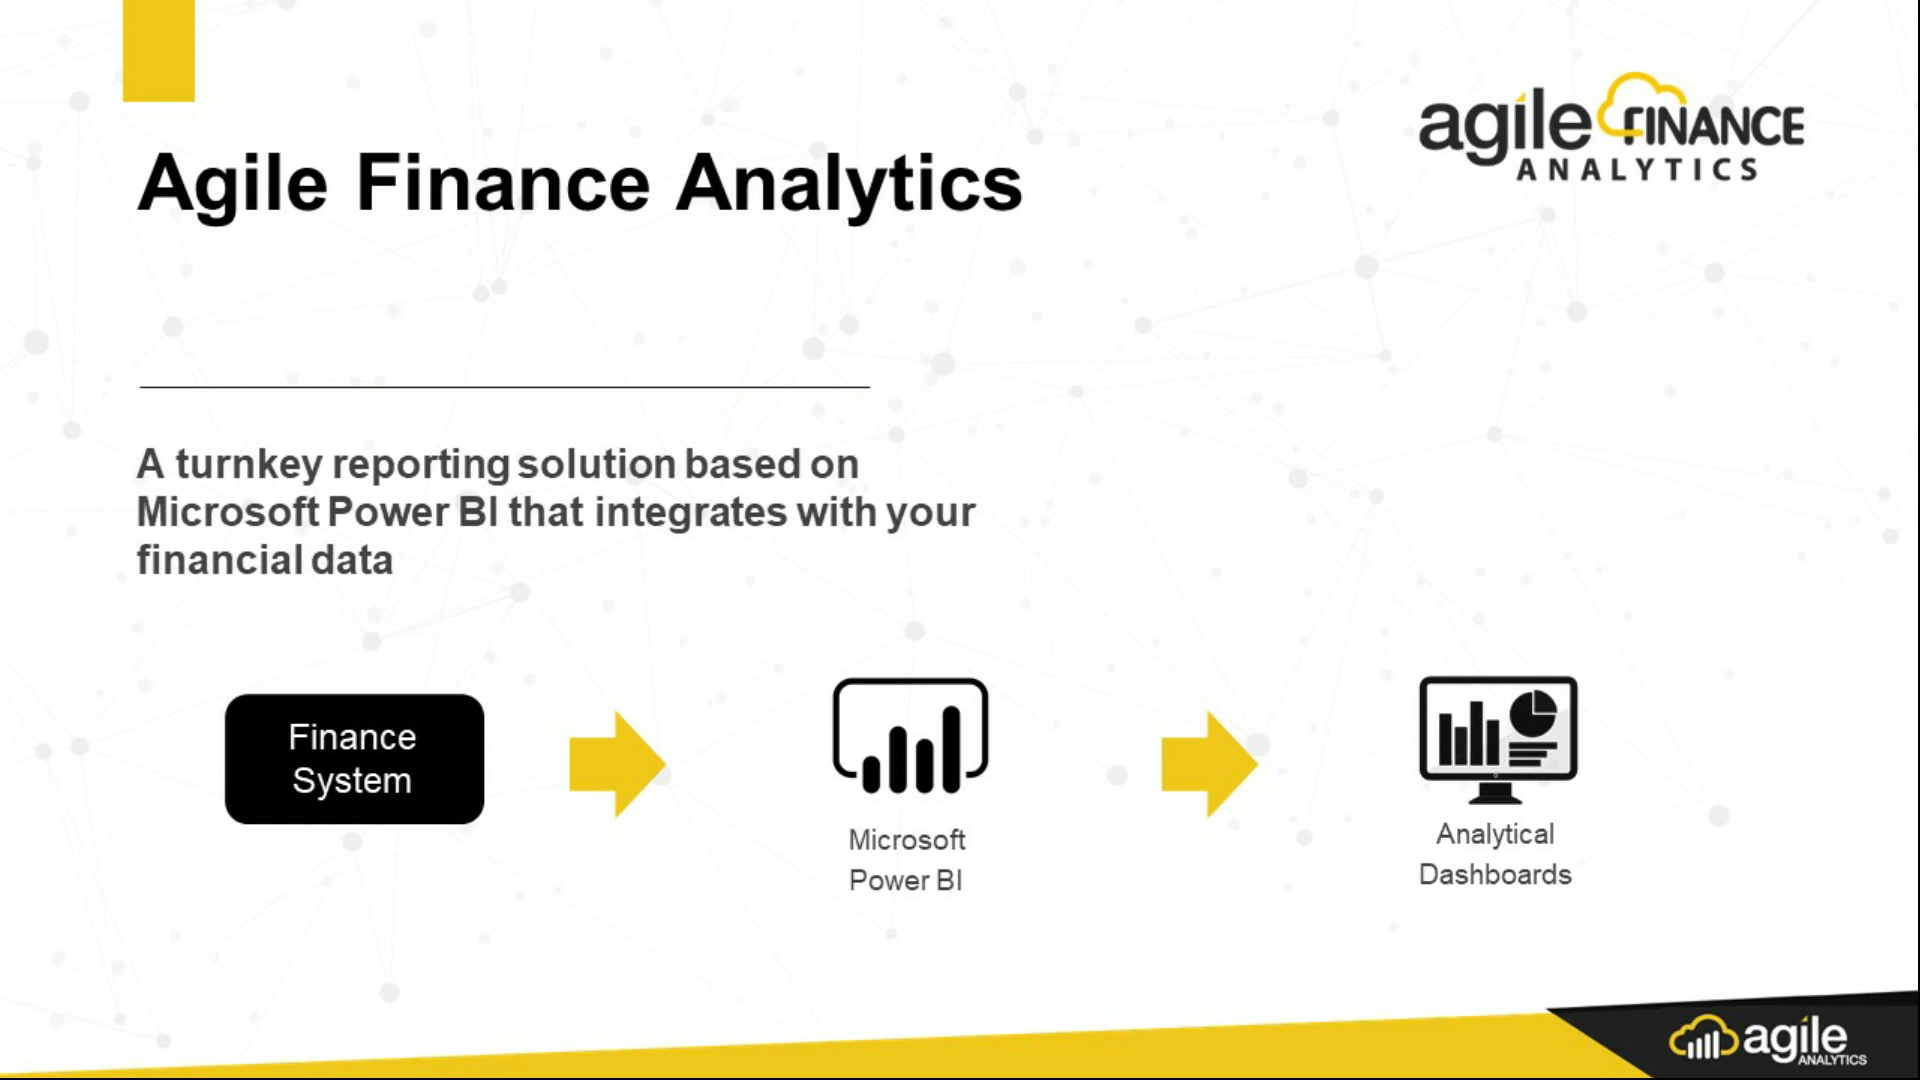 agile FINANCE
ANALYTICS
Agile Finance Analytics
A turnkey reporting solution based on
Microsoft Power BI that integrates with your
financial data
Finance
System
Microsoft
Power BI
Analytical
Dashboards
agile
ANALYTICS